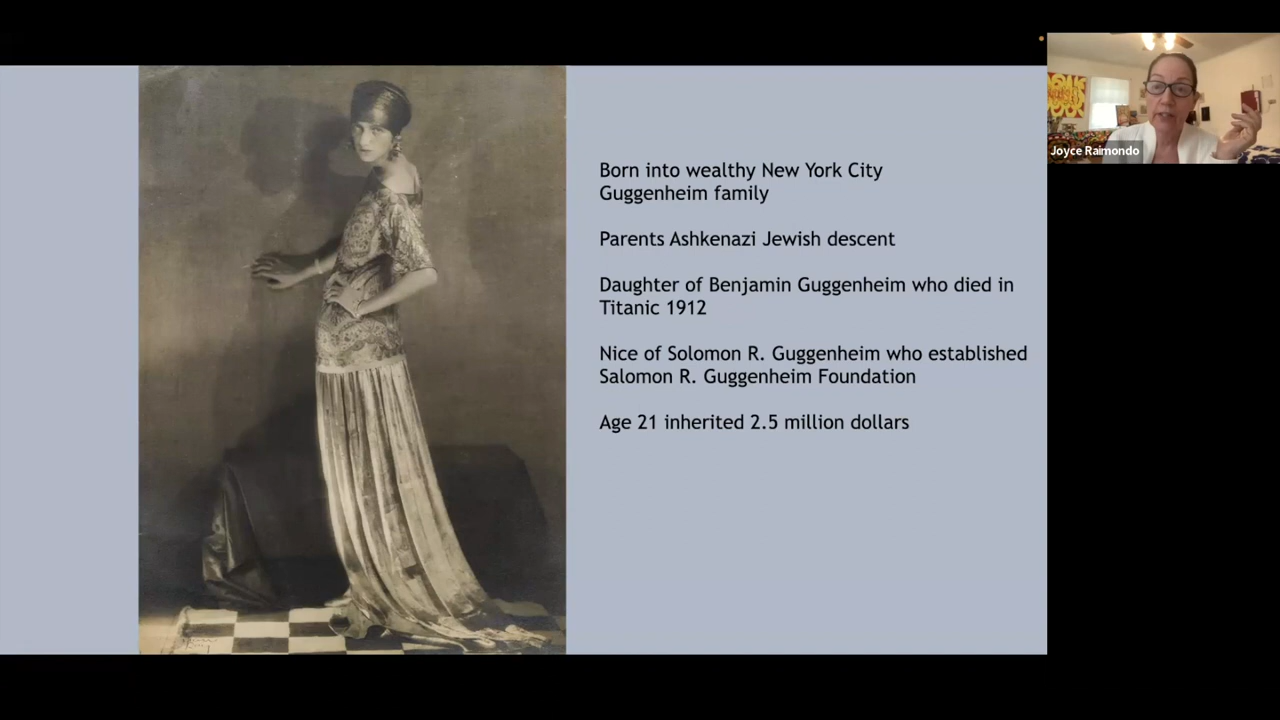 Born into wealthy New York City
Guggenheim family
Parents Ashkenazi Jewish descent
Daughter of Benjamin Guggenheim who died in
Titanic 1912
Nice of Solomon R. Guggenheim who established
Salomon R. Guggenheim Foundation
Age 21 inherited 2.5 million dollars
Joyce Raimondo